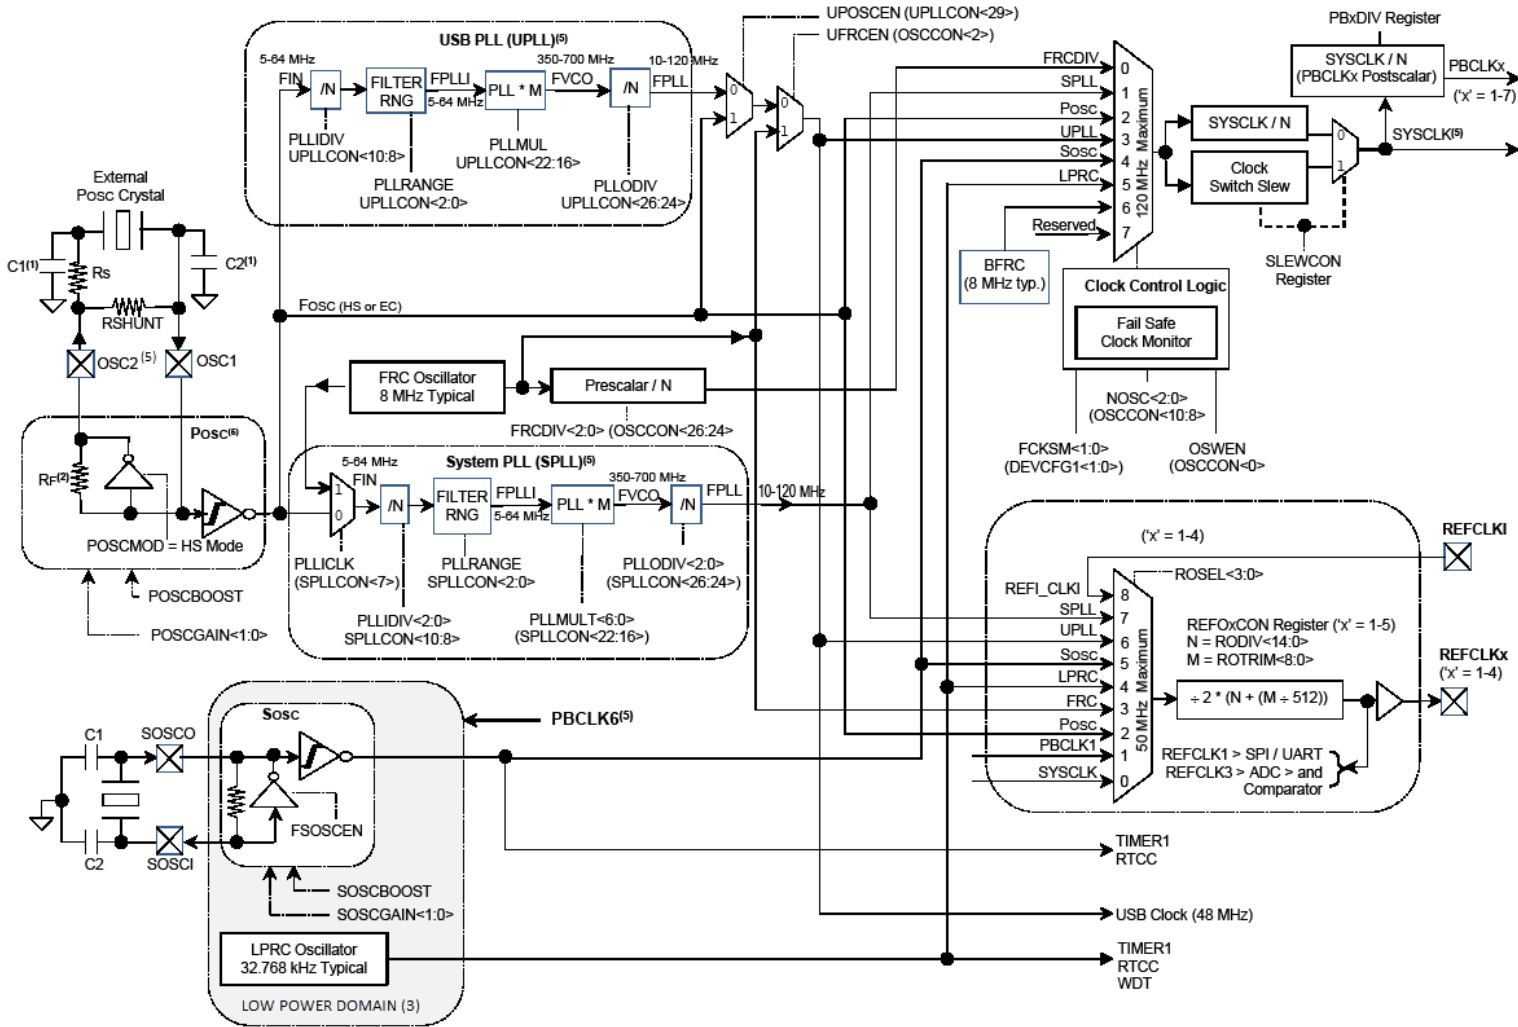 USB PLL (UPLL)(5)
5-64 MHz
FIN
/N
FILTER
RNG
FPLLI
5-64 MHz
PLL * M
350-700 MHz
FVCO
/N
10-120 MHz
FPLL
PLLIDIV
UPLLCON<10:8>
PLLRANGE
UPLLCON<2:0>
PLLMUL
UPLLCON<22:16>
PLLODIV
UPLLCON<26:24>
UPOSCEN (UPLLCON<29>)
UFRCEN (OSCCON<2>)
0
1
0
1
FRCDIV
SPLL
Posc
UPLL
Sosc
LPRC
Reserved
0
1
2
3
4
5
6
7
120 MHz Maximum
BFRC
(8 MHz typ.)
SYSCLK / N
Clock
Switch Slew
0
1
PBxDIV Register
SYSCLK / N
(PBCLKx Postscalar)
PBCLKx
('x' = 1-7)
SYSCLK(5)
SLEWCON
Register
Clock Control Logic
Fail Safe
Clock Monitor
NOSC<2:0>
(OSCCON<10:8>
FCKSM<1:0>
(DEVCFG1<1:0>)
OSWEN
(OSCCON<0>
External
Posc Crystal
C1(1)
Rs
C2(1)
RSHUNT
OSC2 (5)
OSC1
Fosc (HS or EC)
FRC Oscillator
8 MHz Typical
Prescalar / N
FRCDIV<2:0> (OSCCON<26:24>
Posc(6)
RF(2)
POSCMOD = HS Mode
POSCBOOST
POSCGAIN<1:0>
System PLL (SPLL)(5)
5-64 MHz
1
0
FIN
/N
FILTER
RNG
FPLLI
5-64 MHz
PLL * M
350-700 MHz
FVCO
/N
FPLL
10-120 MHz
PLLICLK
(SPLLCON<7>)
PLLRANGE
SPLLCON<2:0>
PLLODIV<2:0>
(SPLLCON<26:24>)
PLLIDIV<2:0>
SPLLCON<10:8>
PLLMULT<6:0>
(SPLLCON<22:16>)
('x' = 1-4)
REFCLKI
ROSEL<3:0>
REFI_CLKI
SPLL
UPLL
Sosc
LPRC
FRC
Posc
PBCLK1
SYSCLK
8
7
6
5
4
3
2
1
0
50 MHz Maximum
REFOxCON Register ('x' = 1-5)
N = RODIV<14:0>
M = ROTRIM<8:0>
÷ 2 * (N + (M ÷ 512))
REFCLKx
('x' = 1-4)
REFCLK1 > SPI / UART
REFCLK3 > ADC > and
Comparator
Sosc
PBCLK6(5)
C1
SOSCO
C2
SOSCI
FSOSCEN
SOSCBOOST
SOSCGAIN<1:0>
LPRC Oscillator
32.768 kHz Typical
LOW POWER DOMAIN (3)
TIMER1
RTCC
USB Clock (48 MHz)
TIMER1
RTCC
WDT